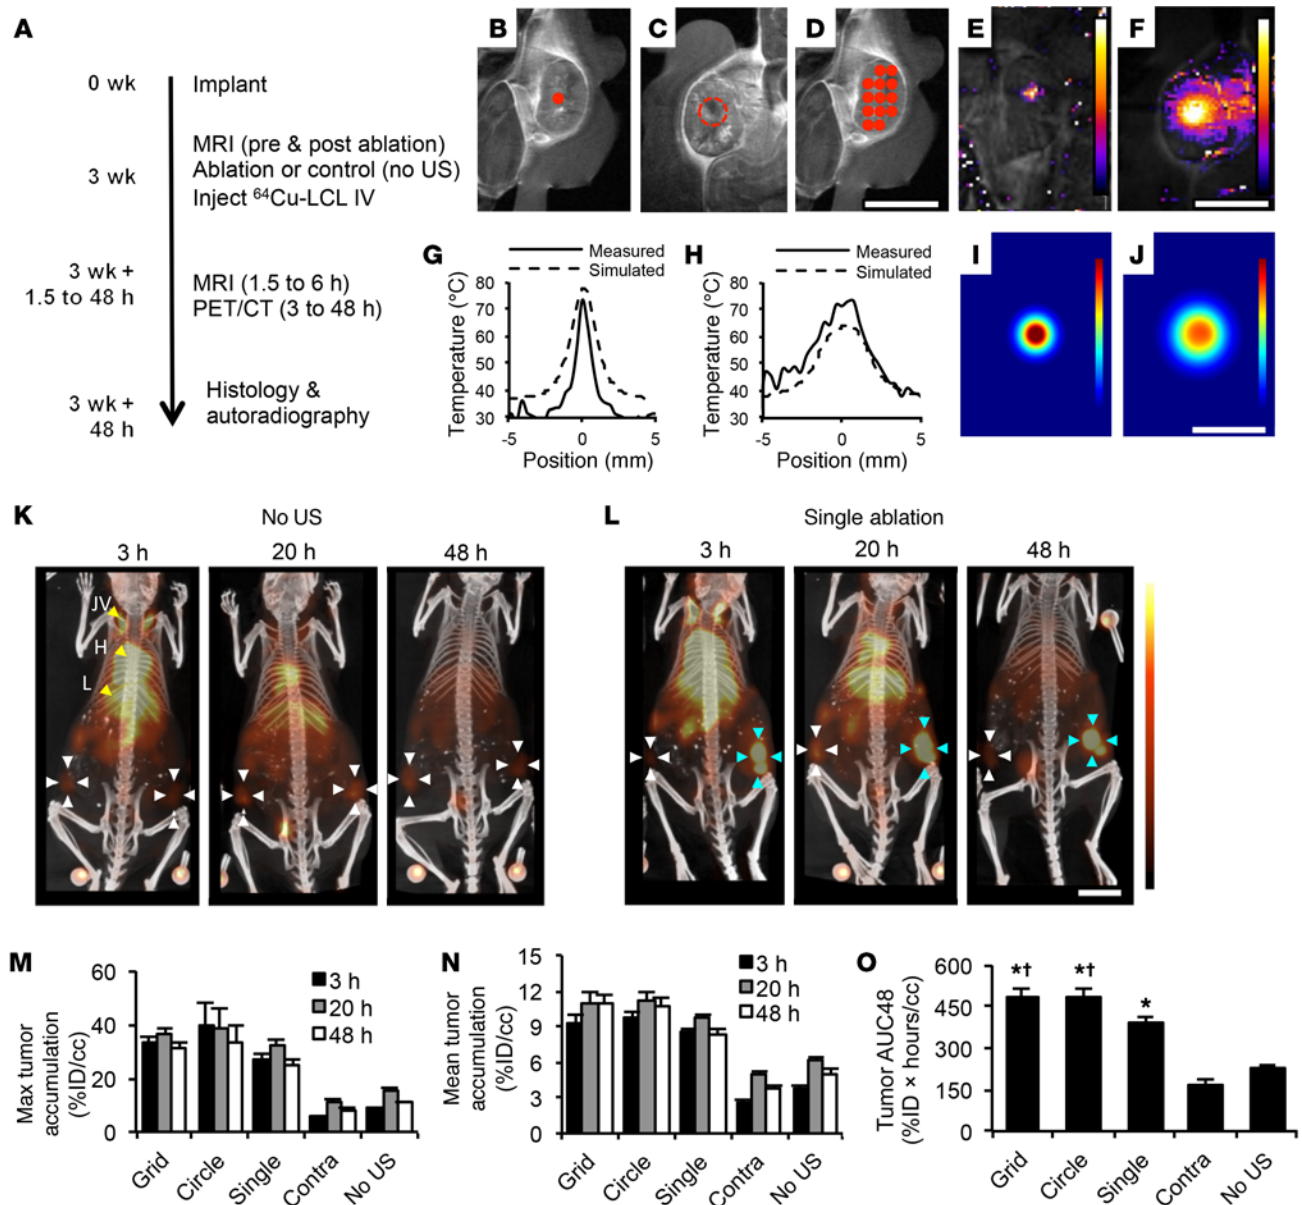 A
0 wk
Implant
3 wk
MRI (pre & post ablation)
Ablation or control (no US)
Inject ⁶⁴Cu-LCL IV
3 wk +
1.5 to 48 h
MRI (1.5 to 6 h)
PET/CT (3 to 48 h)
3 wk +
48 h
Histology &
autoradiography
B
C
D
E
F
G
Measured
Simulated
Temperature (°C)
80
70
60
50
40
30
-5
0
5
Position (mm)
H
Measured
Simulated
Temperature (°C)
80
70
60
50
40
30
-5
0
5
Position (mm)
I
J
K
No US
3 h
20 h
48 h
JV
H
L
L
Single ablation
3 h
20 h
48 h
M
Max tumor
accumulation
(%ID/cc)
60
40
20
0
3 h
20 h
48 h
Grid
Circle
Single
Contra
No US
N
Mean tumor
accumulation
(%ID/cc)
15
12
9
6
3
0
3 h
20 h
48 h
Grid
Circle
Single
Contra
No US
O
Tumor AUC48
(%ID × hours/cc)
600
450
300
150
0
*†
*†
*
Grid
Circle
Single
Contra
No US